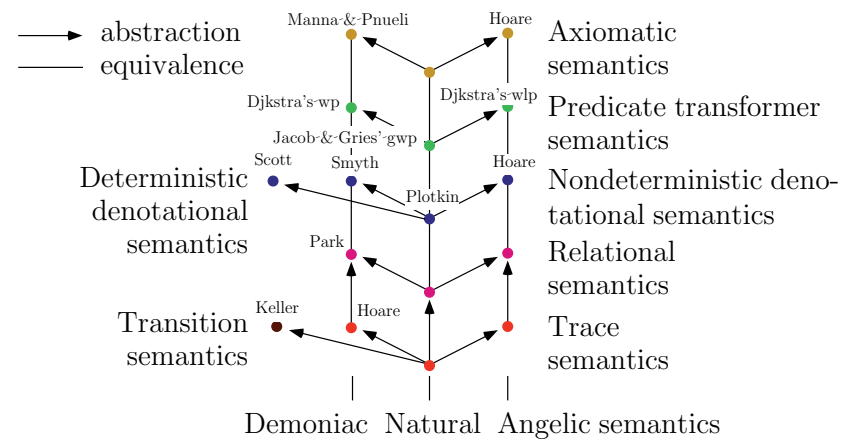 Manna-&-Pnueli
Hoare
abstraction
equivalence
Axiomatic
semantics
Djkstra's-wp
Djkstra's-wlp
Predicate transformer
semantics
Jacob-&-Gries'-gwp
Scott
Smyth
Hoare
Deterministic
denotational
semantics
Plotkin
Nondeterministic deno-
tational semantics
Park
Relational
semantics
Keller
Hoare
Transition
semantics
Trace
semantics
Demoniac Natural Angelic semantics